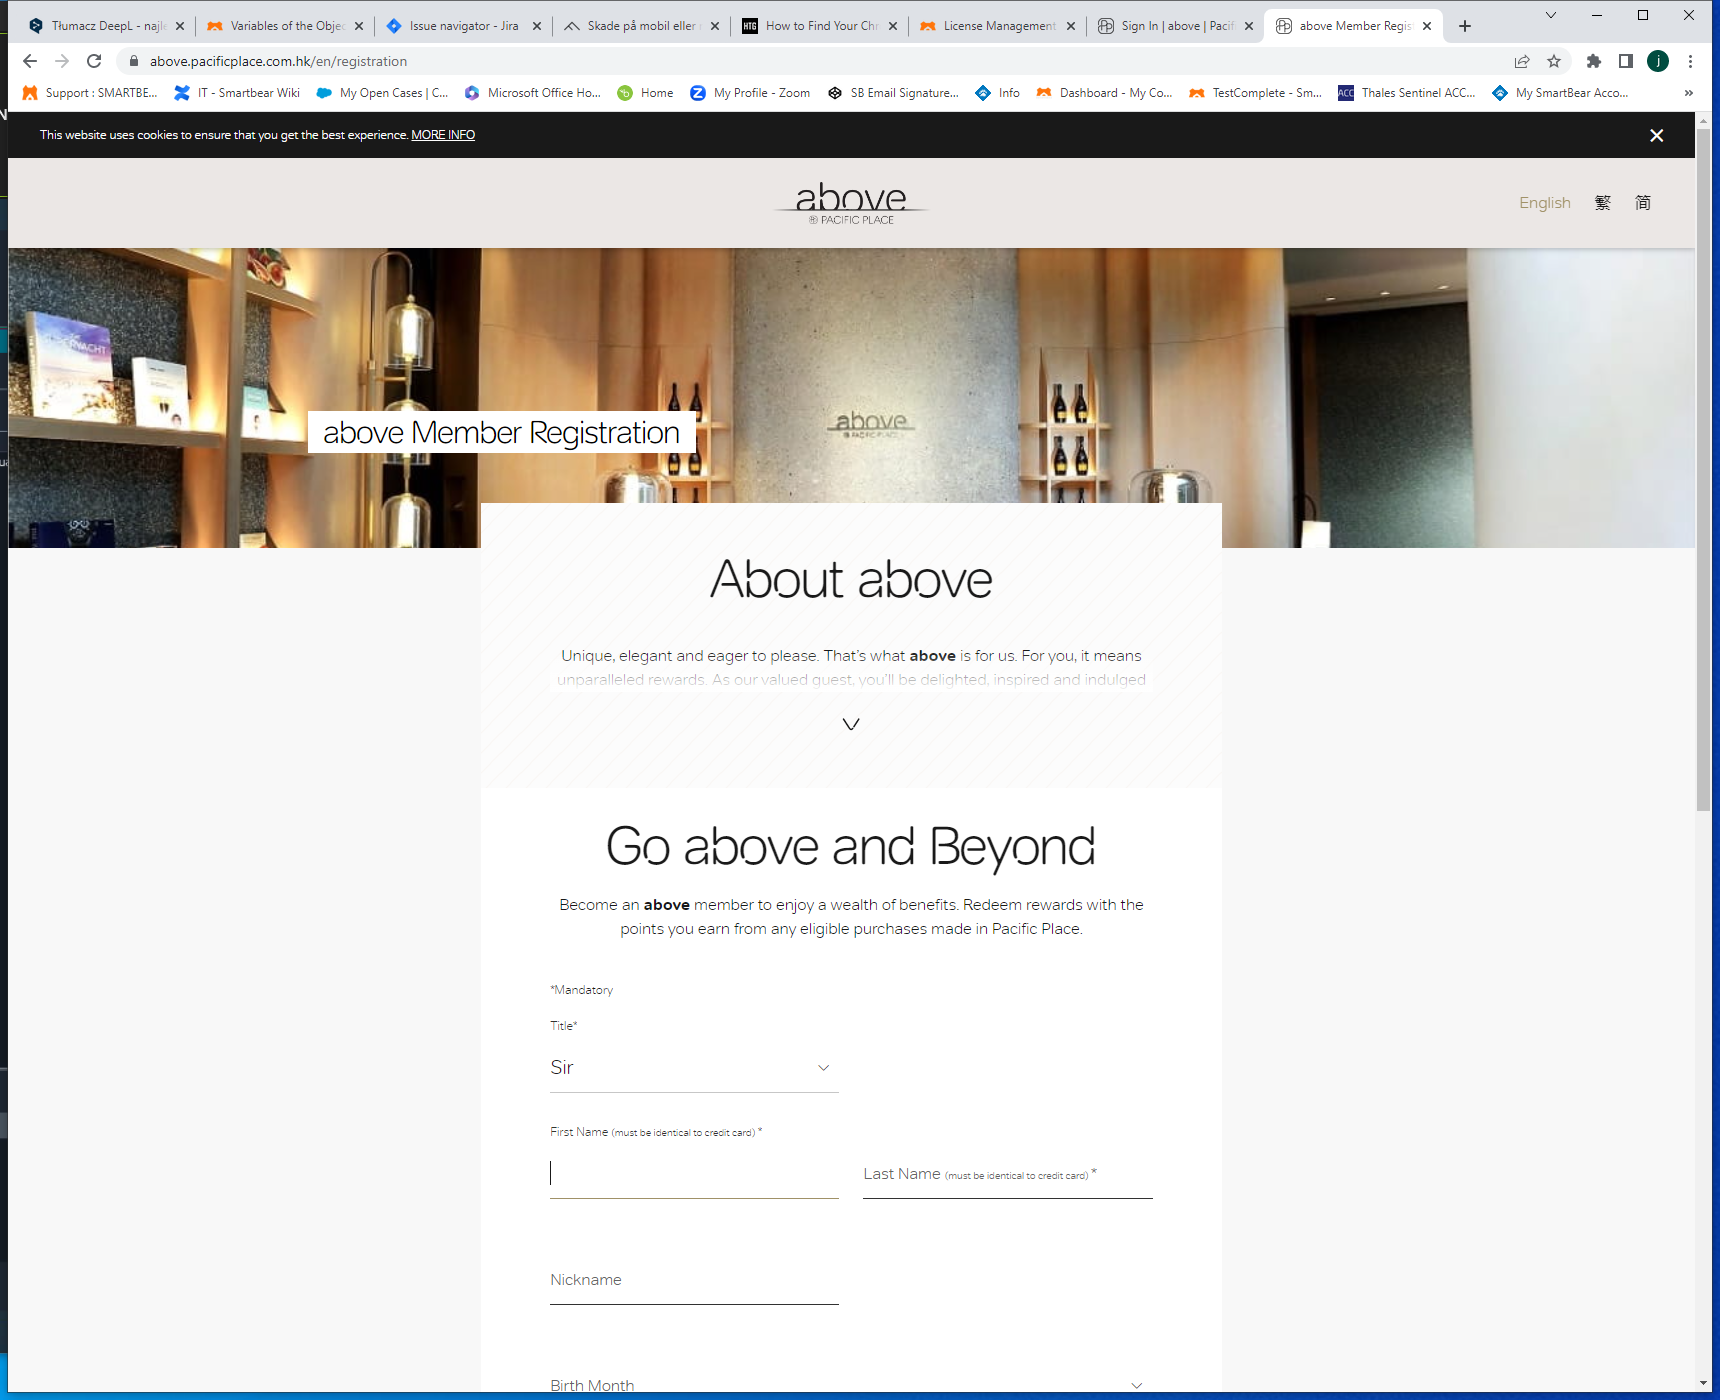 Tłumacz DeepL - najle
Variables of the Objec
Issue navigator - Jira
Skade på mobil eller
How to Find Your Chr
License Management
Sign In | above | Pacif
above Member Regis
above.pacificplace.com.hk/en/registration
Support : SMARTBE...
IT - Smartbear Wiki
My Open Cases | C...
Microsoft Office Ho...
Home
My Profile - Zoom
SB Email Signature...
Info
Dashboard - My Co...
TestComplete - Sm...
Thales Sentinel ACC...
My SmartBear Acco...
This website uses cookies to ensure that you get the best experience. MORE INFO
above
@ PACIFIC PLACE
English 繁 简
above
@ PACIFIC PLACE
above Member Registration
About above
Unique, elegant and eager to please. That's what above is for us. For you, it means
unparalleled rewards. As our valued guest, you'll be delighted, inspired and indulged
Go above and Beyond
Become an above member to enjoy a wealth of benefits. Redeem rewards with the
points you earn from any eligible purchases made in Pacific Place.
*Mandatory
Title*
Sir
First Name (must be identical to credit card) *
Last Name (must be identical to credit card) *
Nickname
Birth Month